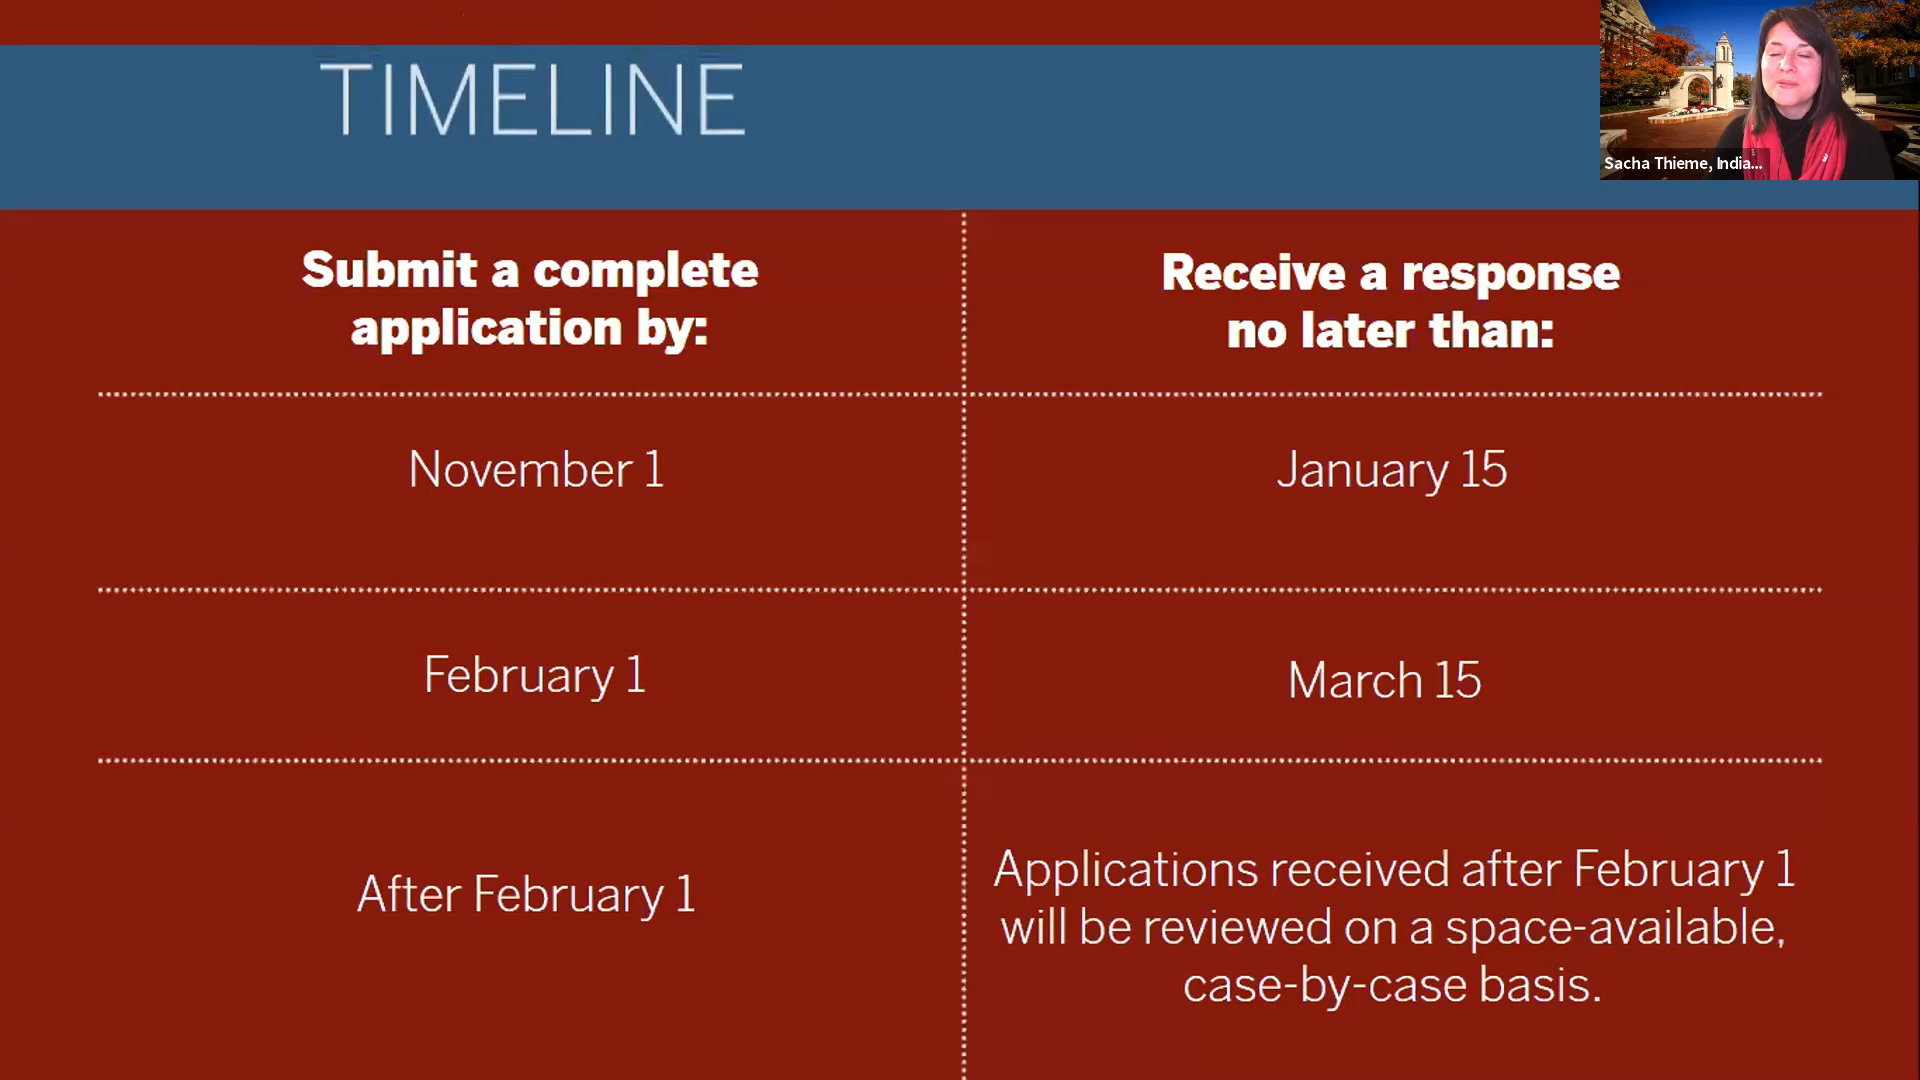 TIMELINE
Sacha Thieme, India...
Submit a complete
application by:
Receive a response
no later than:
November 1
January 15
February 1
March 15
After February 1
Applications received after February 1
will be reviewed on a space-available,
case-by-case basis.